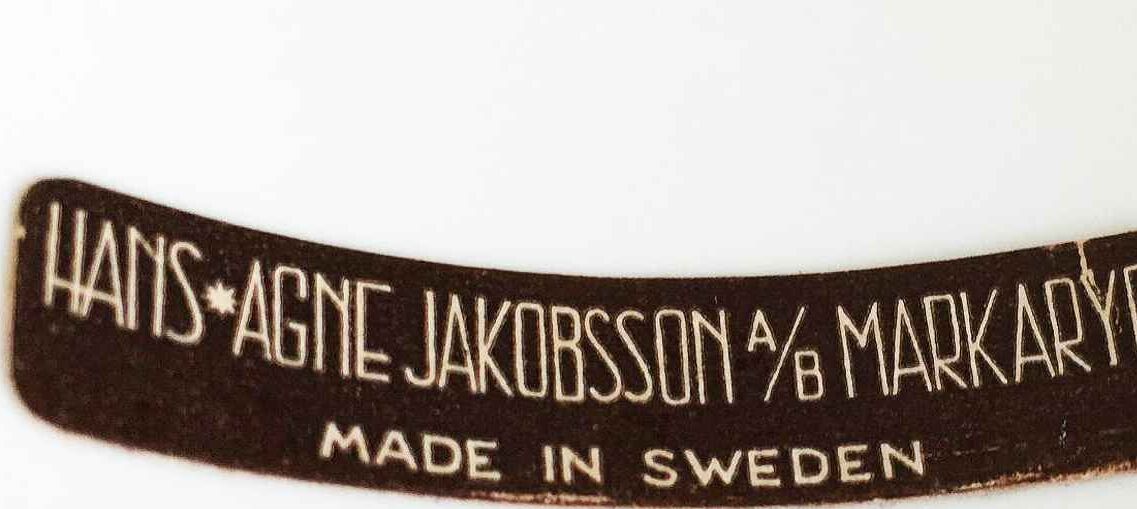 HANS*AGNE JAKOBSSON A/B MARKARY
MADE IN SWEDEN